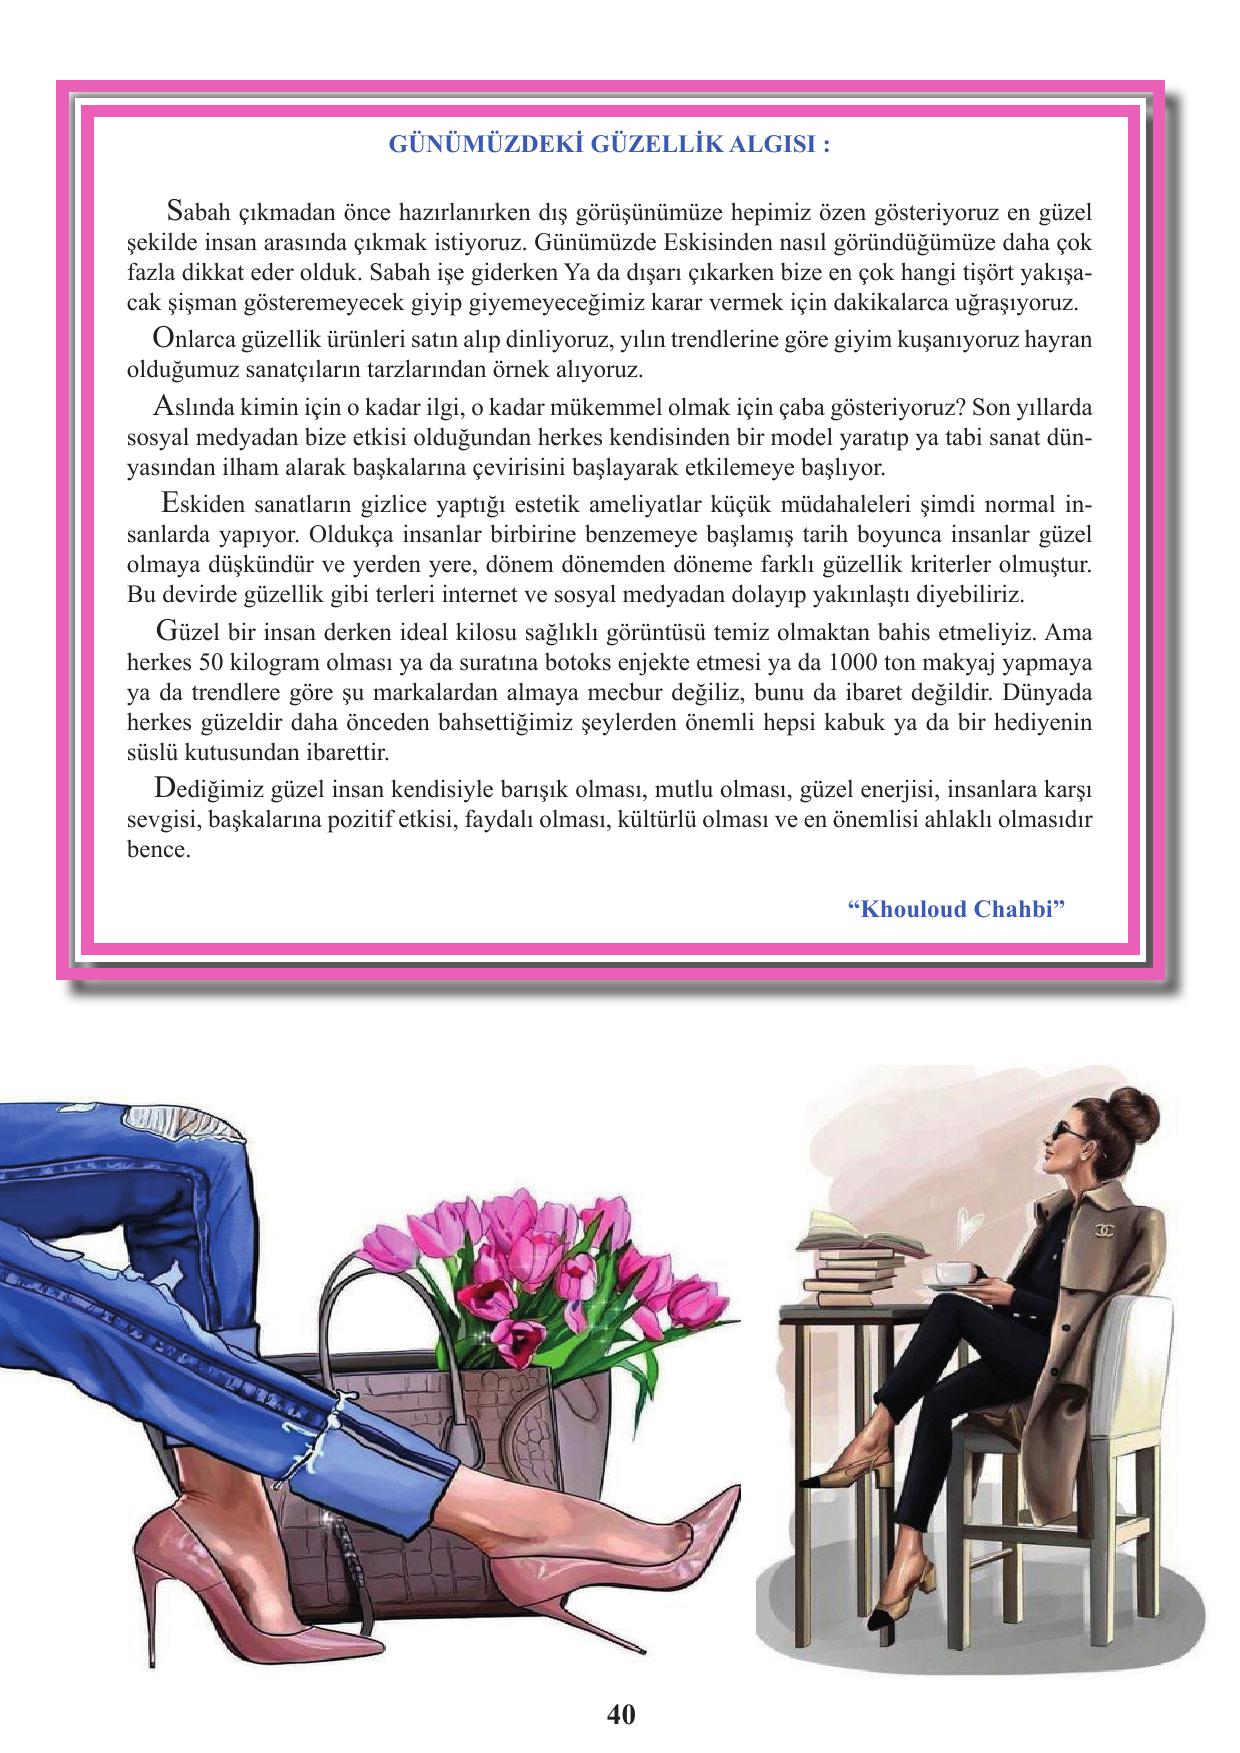 GÜNÜMÜZDEKİ GÜZELLİK ALGISI :
Sabah çıkmadan önce hazırlanırken dış görüşünümüze hepimiz özen gösteriyoruz en güzel
şekilde insan arasında çıkmak istiyoruz. Günümüzde Eskisinden nasıl göründüğümüze daha çok
fazla dikkat eder olduk. Sabah işe giderken Ya da dışarı çıkarken bize en çok hangi tişört yakışa-
cak şişman gösteremeyecek giyip giyemeyeceğimiz karar vermek için dakikalarca uğraşıyoruz.
Onlarca güzellik ürünleri satın alıp dinliyoruz, yılın trendlerine göre giyim kuşanıyoruz hayran
olduğumuz sanatçıların tarzlarından örnek alıyoruz.
Aslında kimin için o kadar ilgi, o kadar mükemmel olmak için çaba gösteriyoruz? Son yıllarda
sosyal medyadan bize etkisi olduğundan herkes kendisinden bir model yaratıp ya tabi sanat dün-
yasından ilham alarak başkalarına çevirisini başlayarak etkilemeye başlıyor.
Eskiden sanatların gizlice yaptığı estetik ameliyatlar küçük müdahaleleri şimdi normal in-
sanlarda yapıyor. Oldukça insanlar birbirine benzemeye başlamış tarih boyunca insanlar güzel
olmaya düşkündür ve yerden yere, dönem dönemden döneme farklı güzellik kriterler olmuştur.
Bu devirde güzellik gibi terleri internet ve sosyal medyadan dolayıp yakınlaştı diyebiliriz.
Güzel bir insan derken ideal kilosu sağlıklı görüntüsü temiz olmaktan bahis etmeliyiz. Ama
herkes 50 kilogram olması ya da suratına botoks enjekte etmesi ya da 1000 ton makyaj yapmaya
ya da trendlere göre şu markalardan almaya mecbur değiliz, bunu da ibaret değildir. Dünyada
herkes güzeldir daha önceden bahsettiğimiz şeylerden önemli hepsi kabuk ya da bir hediyenin
süslü kutusundan ibarettir.
Dediğimiz güzel insan kendisiyle barışık olması, mutlu olması, güzel enerjisi, insanlara karşı
sevgisi, başkalarına pozitif etkisi, faydalı olması, kültürlü olması ve en önemlisi ahlaklı olmasıdır
bence.
“Khouloud Chahbi”
40